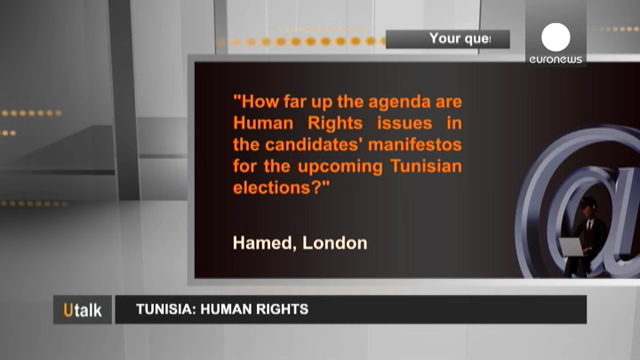 Your que
euronews
"How far up the agenda are
Human Rights issues in
the candidates' manifestos
for the upcoming Tunisian
elections?"
Hamed, London
@
Utalk
TUNISIA: HUMAN RIGHTS